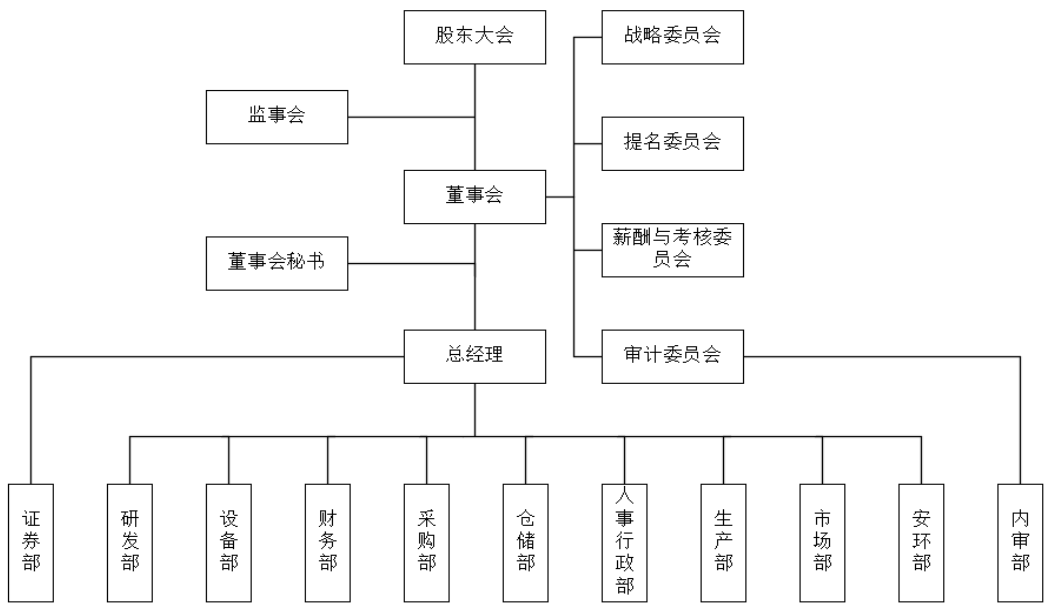 股东大会
战略委员会
监事会
提名委员会
董事会
薪酬与考核委
员会
董事会秘书
总经理
审计委员会
证券部
研发部
设备部
财务部
采购部
仓储部
人事行政部
生产部
市场部
安环部
内审部